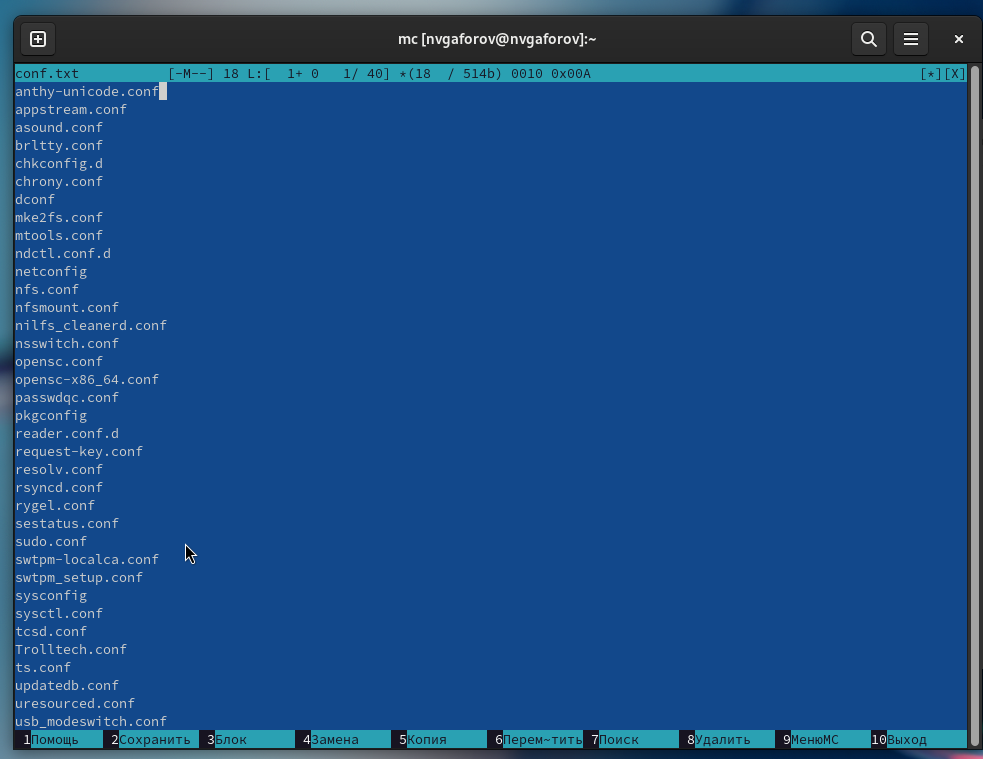 mc [nvgaforov@nvgaforov]:~
conf.txt [-M--] 18 L:[ 1+ 0 1/ 40] *(18 / 514b) 0010 0x00A [*][X]
anthy-unicode.conf
appstream.conf
asound.conf
brltty.conf
chkconfig.d
chrony.conf
dconf
mke2fs.conf
mtools.conf
ndctl.conf.d
netconfig
nfs.conf
nfsmount.conf
nilfs_cleanerd.conf
nsswitch.conf
opensc.conf
opensc-x86_64.conf
passwdqc.conf
pkgconfig
reader.conf.d
request-key.conf
resolv.conf
rsyncd.conf
rygel.conf
sestatus.conf
sudo.conf
swtpm-localca.conf
swtpm_setup.conf
sysconfig
sysctl.conf
tcsd.conf
Trolltech.conf
ts.conf
updatedb.conf
uresourced.conf
usb_modeswitch.conf
1Помощь 2Сохранить 3Блок 4Замена 5Копия 6Перем~тить 7Поиск 8Удалить 9МенюMC 10Выход